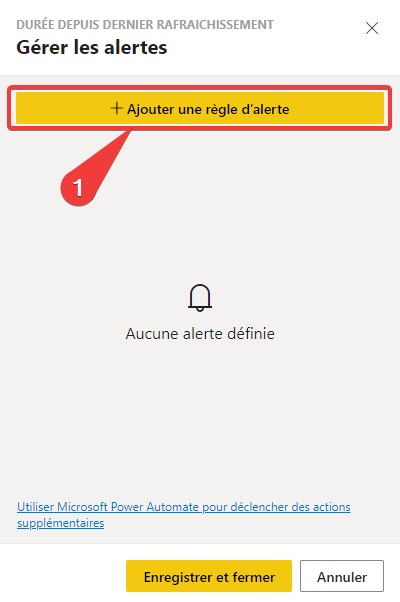 DURÉE DEPUIS DERNIER RAFRAICHISSEMENT
Gérer les alertes
+ Ajouter une règle d'alerte
1
Aucune alerte définie
Utiliser Microsoft Power Automate pour déclencher des actions
supplémentaires
Enregistrer et fermer
Annuler